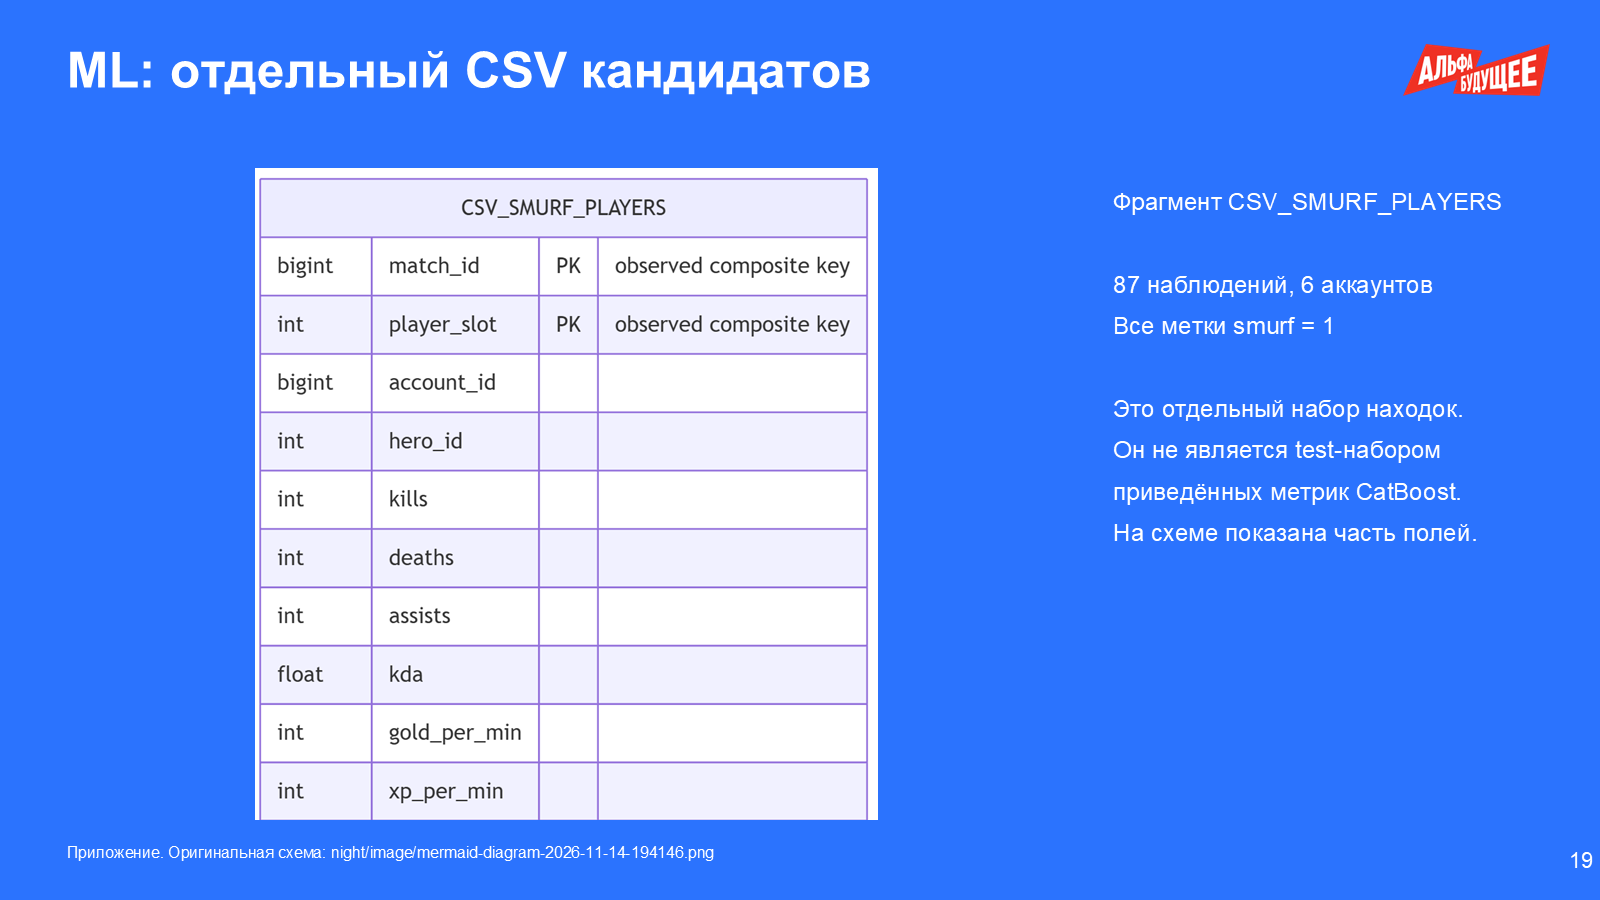 ML: отдельный CSV кандидатов
АЛЬФА
БУДУЩЕЕ
CSV_SMURF_PLAYERS
bigint match_id PK observed composite key
int player_slot PK observed composite key
bigint account_id
int hero_id
int kills
int deaths
int assists
float kda
int gold_per_min
int xp_per_min
Фрагмент CSV_SMURF_PLAYERS
87 наблюдений, 6 аккаунтов
Все метки smurf = 1
Это отдельный набор находок.
Он не является test-набором
приведённых метрик CatBoost.
На схеме показана часть полей.
Приложение. Оригинальная схема: night/image/mermaid-diagram-2026-11-14-194146.png
19